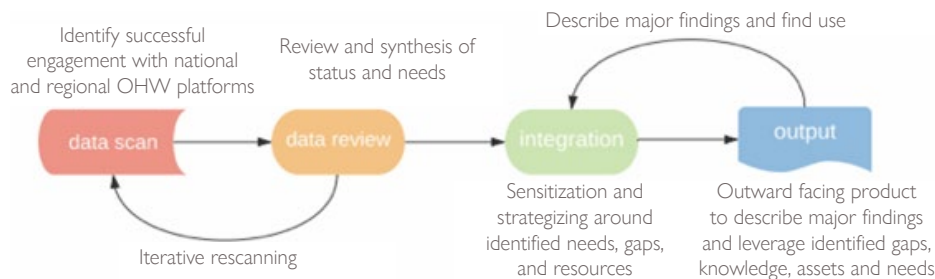 Describe major findings and find use
Identify successful
engagement with national
and regional OHW platforms
Review and synthesis of
status and needs
data scan
data review
integration
output
Sensitization and
strategizing around
identified needs, gaps,
and resources
Outward facing product
to describe major findings
and leverage identified gaps,
knowledge, assets and needs
Iterative rescanning